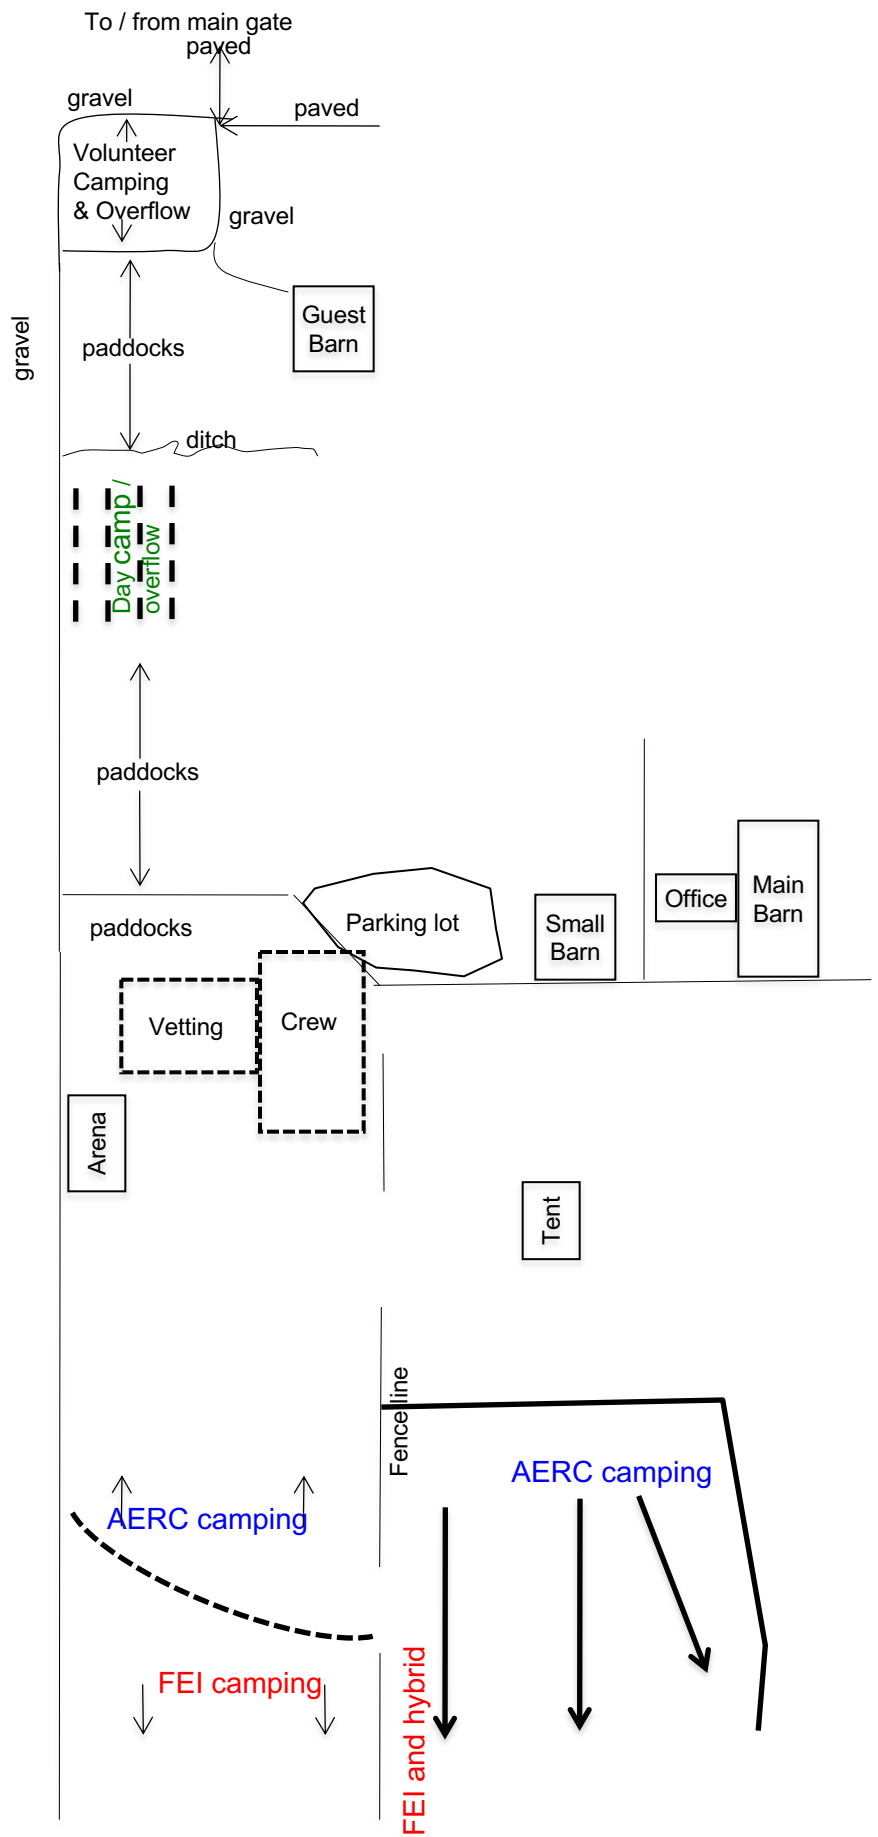 To / from main gate
paved
gravel
paved
Volunteer
Camping
& Overflow
gravel
Guest
Barn
gravel
paddocks
ditch
Day camp /
overflow
paddocks
Main
Barn
Office
Parking lot
Small
Barn
paddocks
Vetting
Crew
Arena
Tent
Fence line
AERC camping
AERC camping
FEI camping
FEI and hybrid